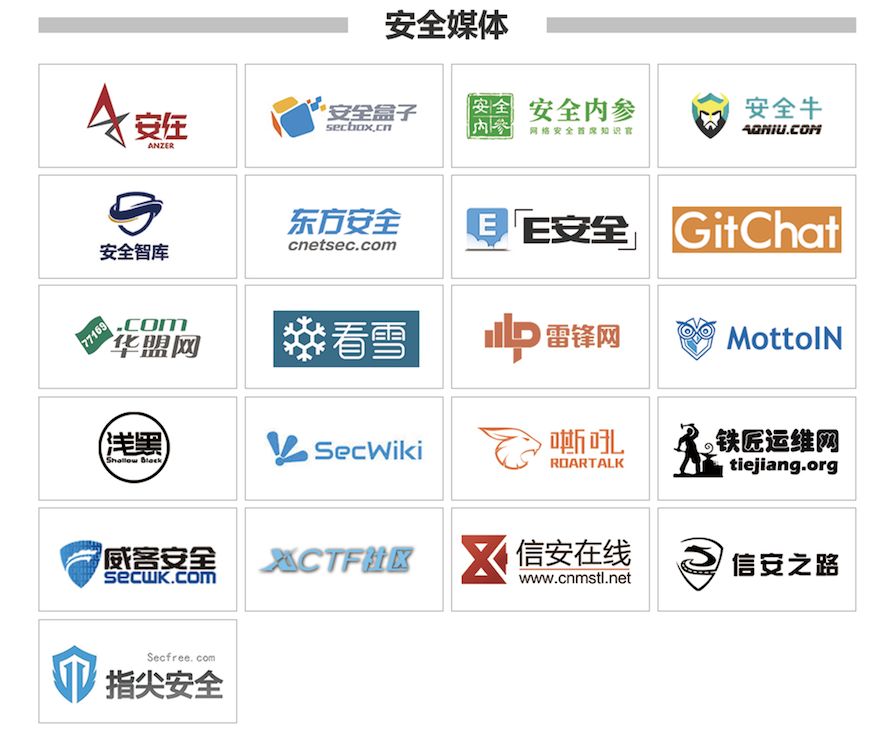 安全媒体
安在
ANZER
安全盒子
secbox.cn
安全内参
安全内参
网络安全首席知识官
安全牛
AQNIU.COM
安全智库
东方安全
cnetsec.com
E
E安全
GitChat
77169
.com
华盟网
看雪
雷锋网
MottoIN
浅黑
Shallow Black
SecWiki
嘶吼
ROARTALK
铁匠运维网
tiejiang.org
威客安全
secwk.com
XCTF社区
信安在线
www.cnmstl.net
信安之路
Secfree.com
指尖安全